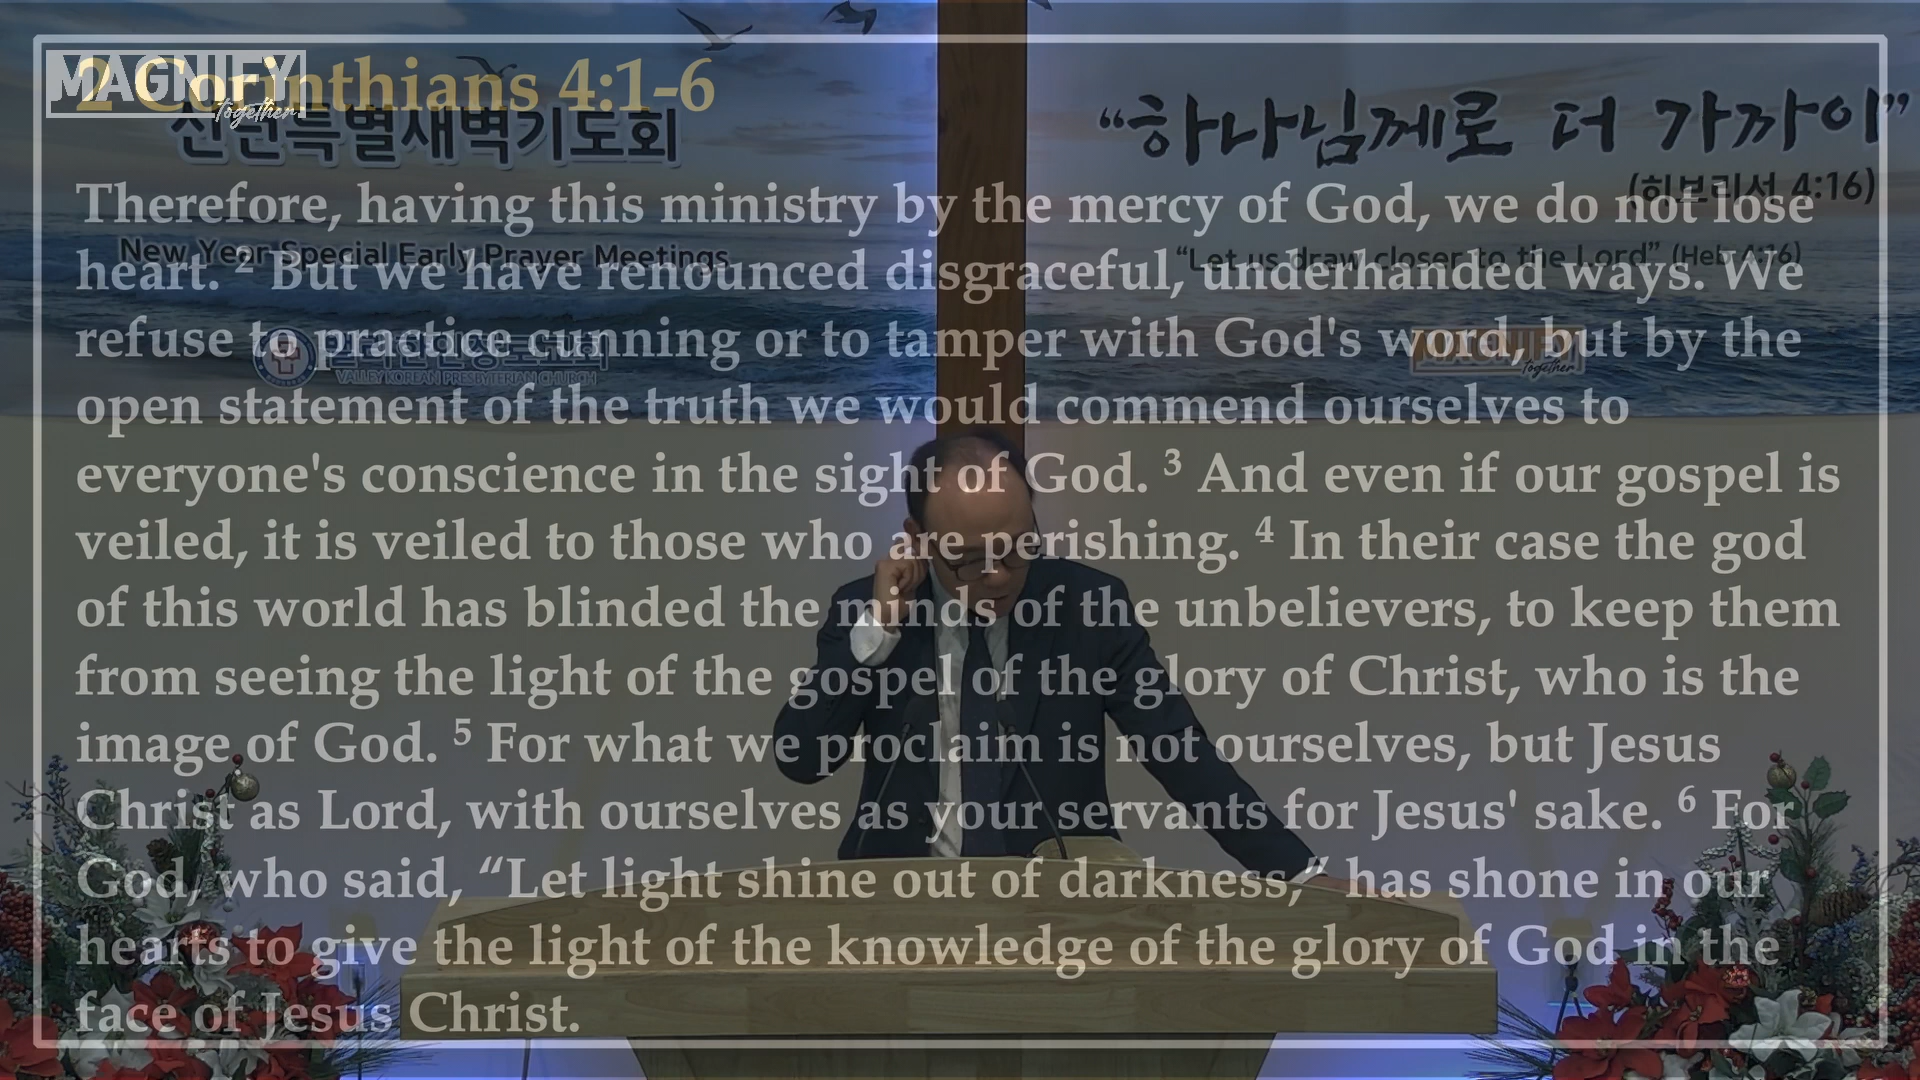 MAGNIFY
together
2 Corinthians 4:1-6
신년특별새벽기도회
“하나님께로 더 가까이”
(히브리서 4:16)
New Year Special Early Prayer Meetings
“Let us draw closer to the Lord” (Heb 4:16)
VALLEY KOREAN PRESBYTERIAN CHURCH
together
Therefore, having this ministry by the mercy of God, we do not lose
heart. 2 But we have renounced disgraceful, underhanded ways. We
refuse to practice cunning or to tamper with God's word, but by the
open statement of the truth we would commend ourselves to
everyone's conscience in the sight of God. 3 And even if our gospel is
veiled, it is veiled to those who are perishing. 4 In their case the god
of this world has blinded the minds of the unbelievers, to keep them
from seeing the light of the gospel of the glory of Christ, who is the
image of God. 5 For what we proclaim is not ourselves, but Jesus
Christ as Lord, with ourselves as your servants for Jesus' sake. 6 For
God, who said, “Let light shine out of darkness,” has shone in our
hearts to give the light of the knowledge of the glory of God in the
face of Jesus Christ.